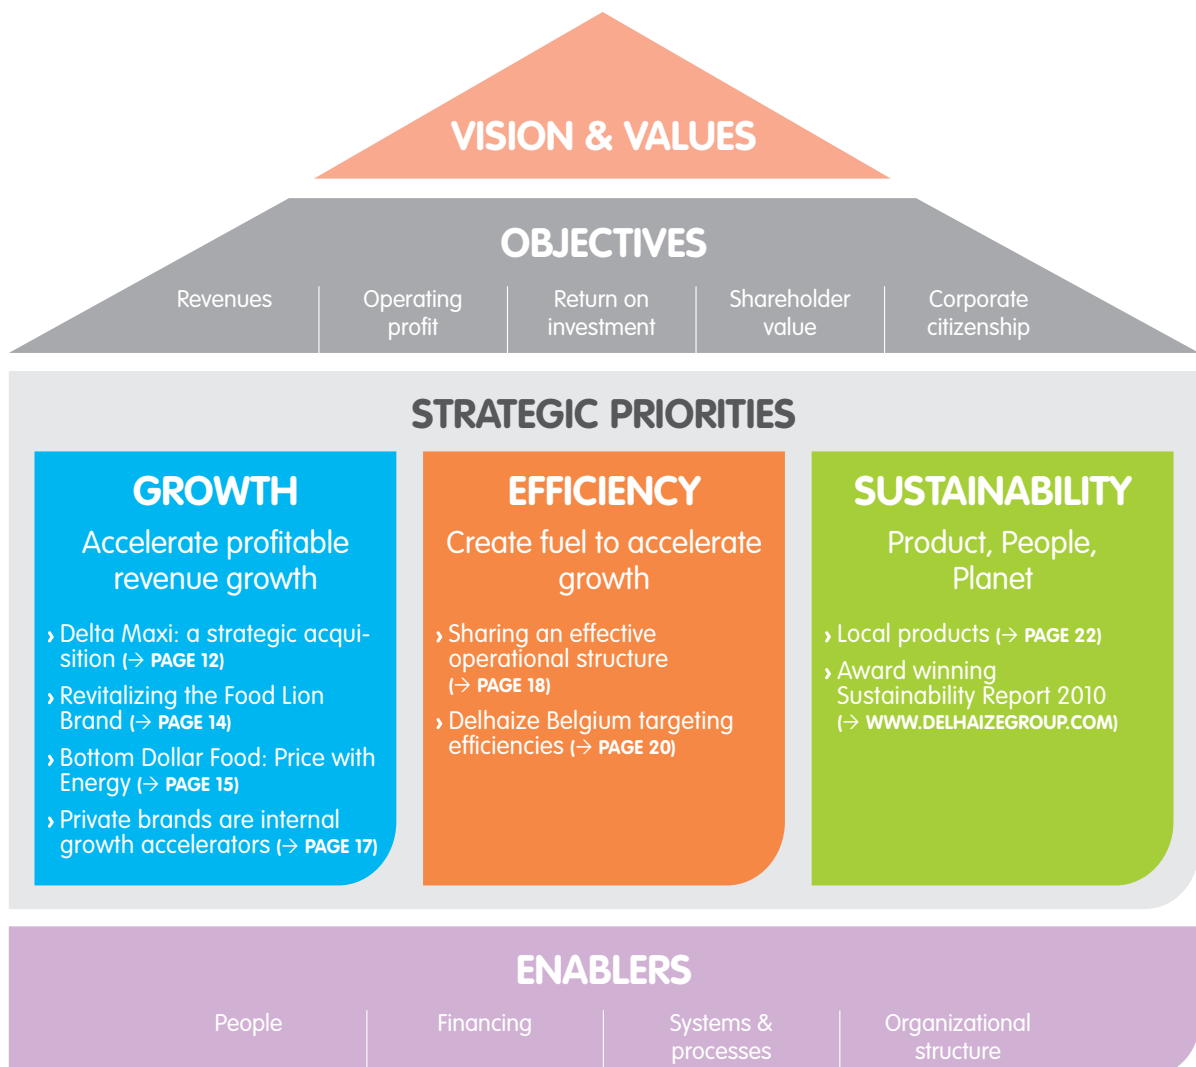 VISION & VALUES
OBJECTIVES
Revenues
Operating
profit
Return on
investment
Shareholder
value
Corporate
citizenship
STRATEGIC PRIORITIES
GROWTH
Accelerate profitable
revenue growth
› Delta Maxi: a strategic acqui-
sition (→ PAGE 12)
› Revitalizing the Food Lion
Brand (→ PAGE 14)
› Bottom Dollar Food: Price with
Energy (→ PAGE 15)
› Private brands are internal
growth accelerators (→ PAGE 17)
EFFICIENCY
Create fuel to accelerate
growth
› Sharing an effective
operational structure
(→ PAGE 18)
› Delhaize Belgium targeting
efficiencies (→ PAGE 20)
SUSTAINABILITY
Product, People,
Planet
› Local products (→ PAGE 22)
› Award winning
Sustainability Report 2010
(→ WWW.DELHAIZEGROUP.COM)
ENABLERS
People
Financing
Systems &
processes
Organizational
structure